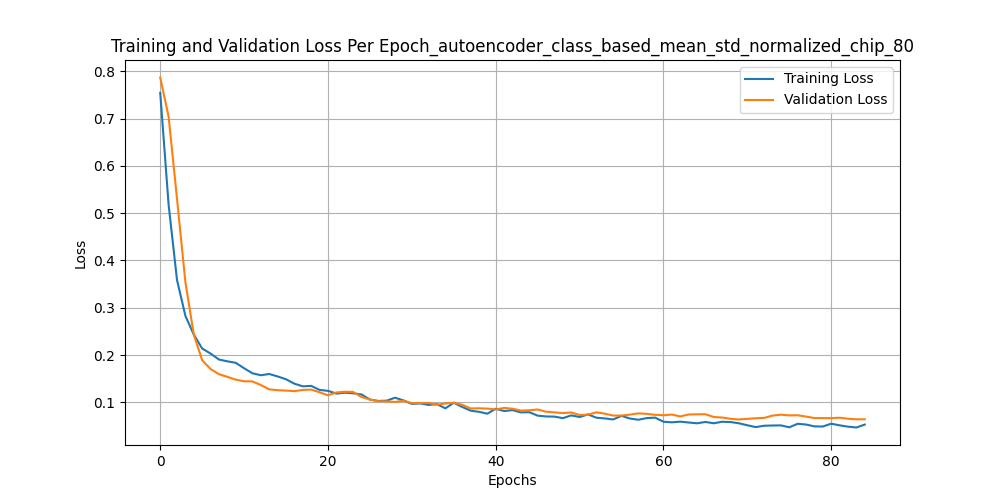 Training and Validation Loss Per Epoch_autoencoder_class_based_mean_std_normalized_chip_80
Training Loss
Validation Loss
0.8
0.7
0.6
0.5
0.4
0.3
0.2
0.1
Loss
0 20 40 60 80
Epochs